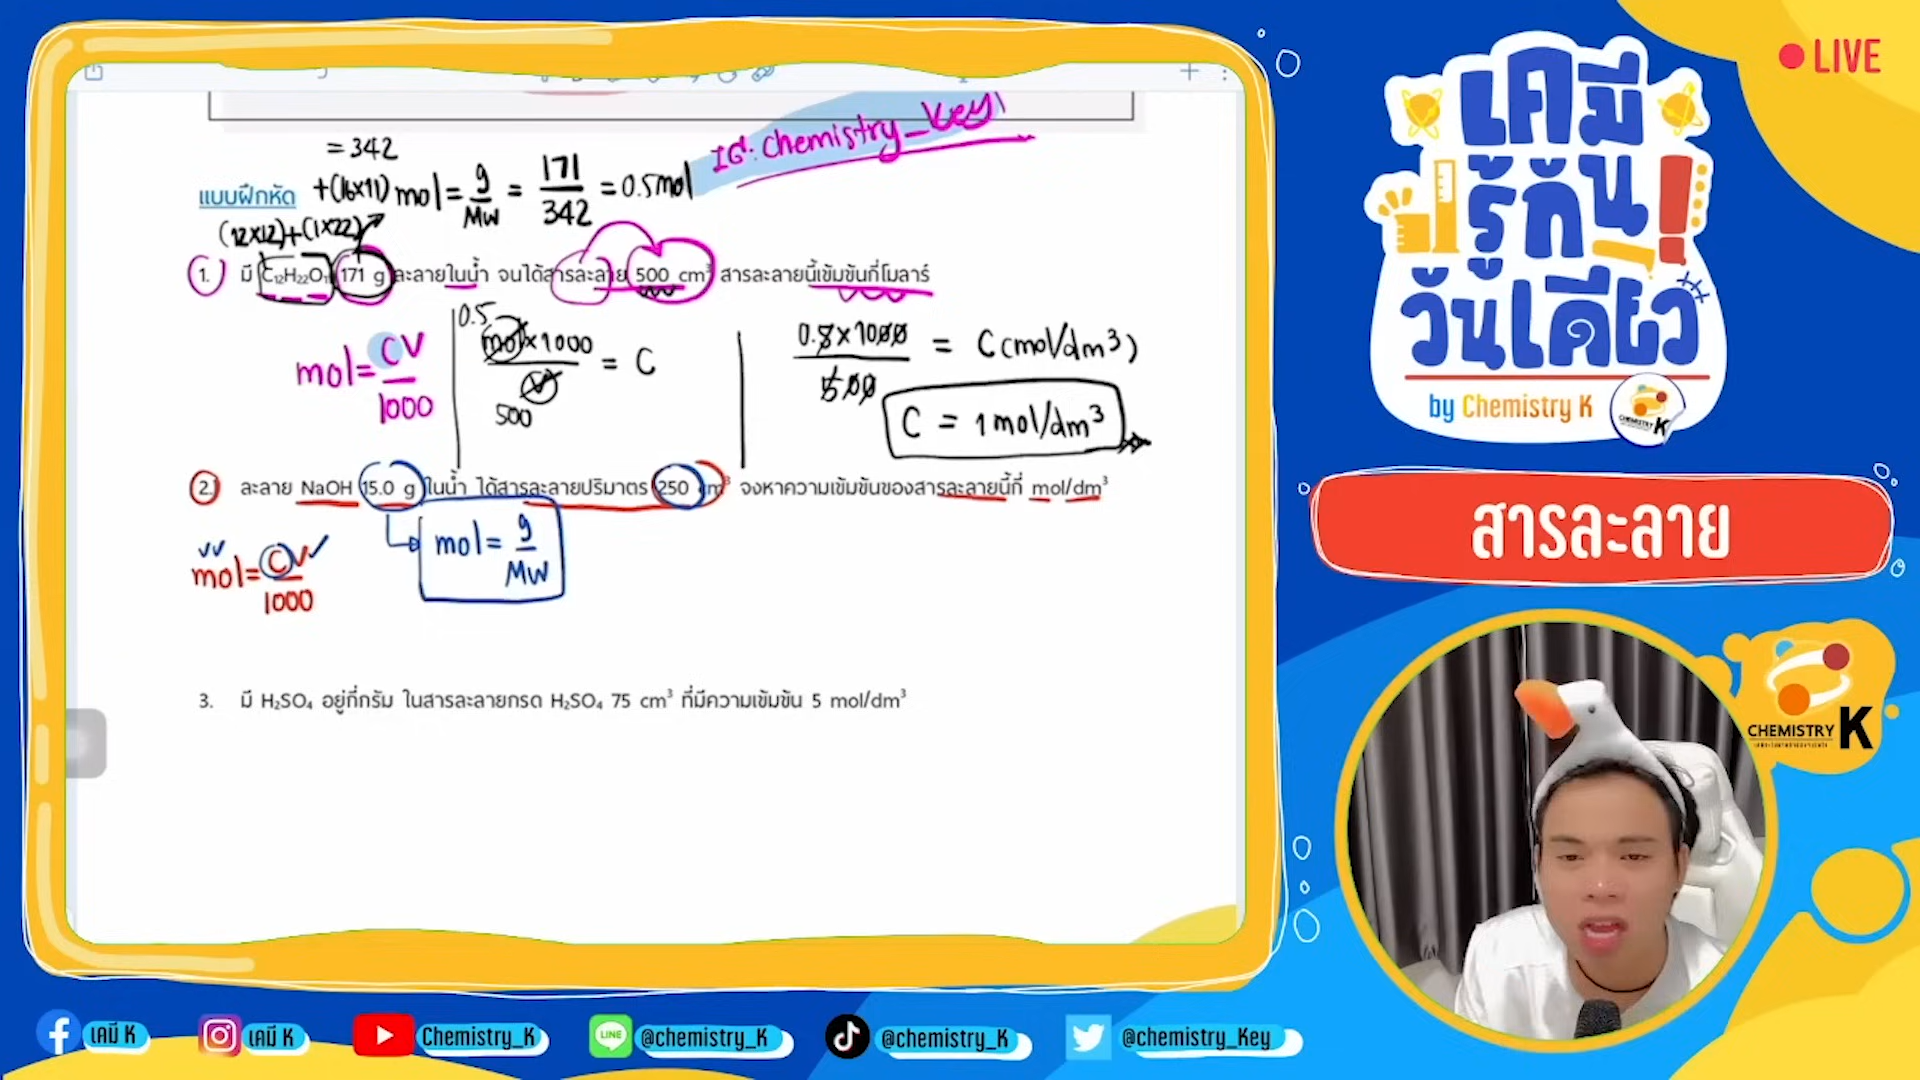 IG: Chemistry_Key
= 342
+(16x11)
mol = g/MW = 171/342 = 0.5 mol
แบบฝึกหัด
(12x12)+(1x22)
1. มี C₁₂H₂₂O₁₁ 171 g ละลายในน้ำ จนได้สารละลาย 500 cm³ สารละลายนี้เข้มข้นกี่โมลาร์
mol = CV/1000
0.5
mol x 1000/V = C
500
0.5 x 1000/500 = C (mol/dm³)
C = 1 mol/dm³
2. ละลาย NaOH 15.0 g ในน้ำ ได้สารละลายปริมาตร 250 cm³ จงหาความเข้มข้นของสารละลายนี้กี่ mol/dm³
mol = CV/1000
mol = g/MW
3. มี H₂SO₄ อยู่กี่กรัม ในสารละลายกรด H₂SO₄ 75 cm³ ที่มีความเข้มข้น 5 mol/dm³
LIVE
เคมี
รู้กัน!
วันเดียว
by Chemistry K
CHEMISTRY K
สารละลาย
CHEMISTRY K
เคมี K
เคมี K
Chemistry_K
LINE
@chemistry_K
@chemistry_K
@chemistry_Key